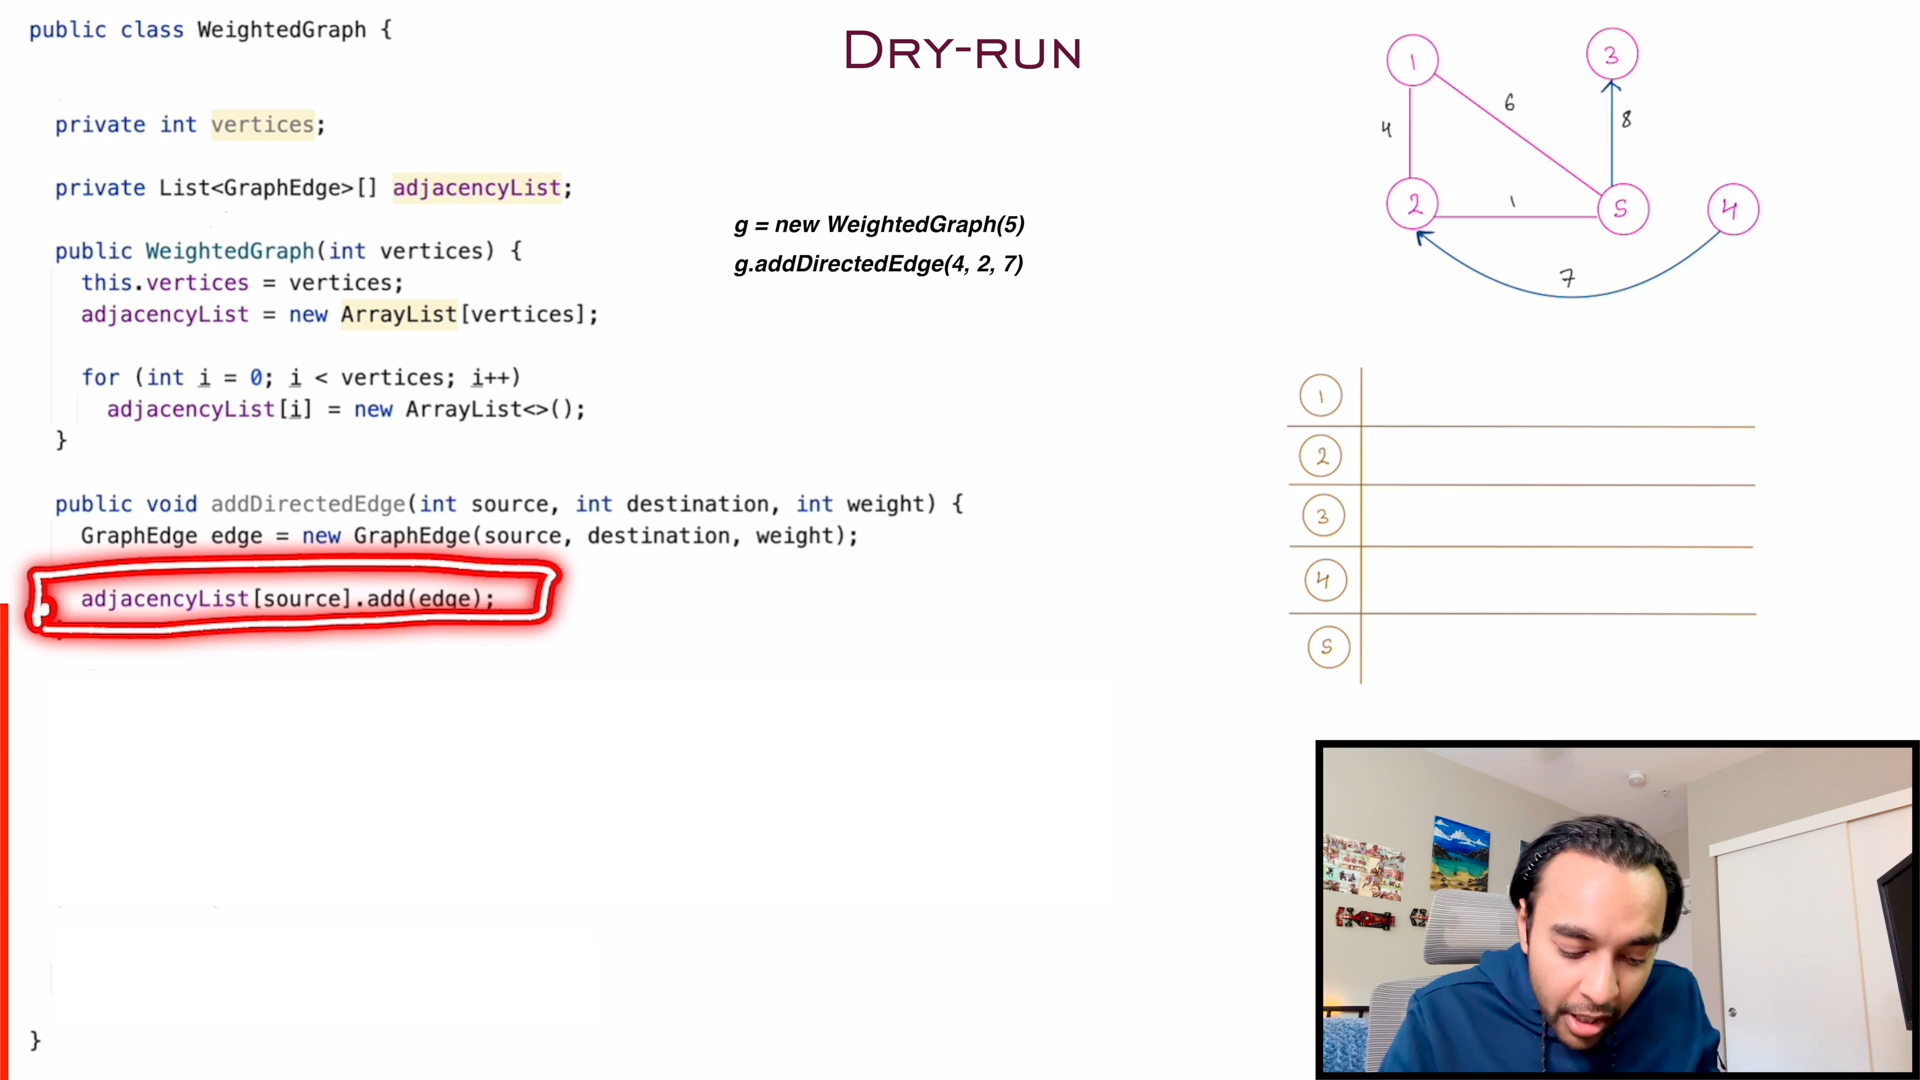 public class WeightedGraph {
DRY-RUN
private int vertices;
private List<GraphEdge>[] adjacencyList;
public WeightedGraph(int vertices) {
this.vertices = vertices;
adjacencyList = new ArrayList[vertices];
for (int i = 0; i < vertices; i++)
adjacencyList[i] = new ArrayList<>();
}
public void addDirectedEdge(int source, int destination, int weight) {
GraphEdge edge = new GraphEdge(source, destination, weight);
adjacencyList[source].add(edge);
}
g = new WeightedGraph(5)
g.addDirectedEdge(4, 2, 7)
1
3
6
4
8
2
1
5
4
7
1
2
3
4
5